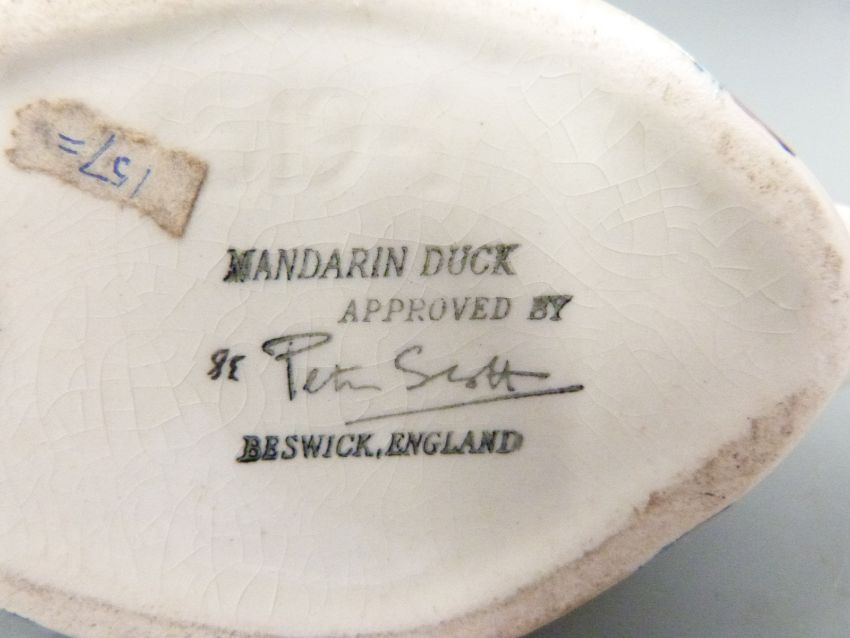 157=
MANDARIN DUCK
APPROVED BY
Peter Scott
BESWICK, ENGLAND